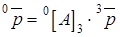 ⁰p̅ = ⁰[A]₃ · ³p̅